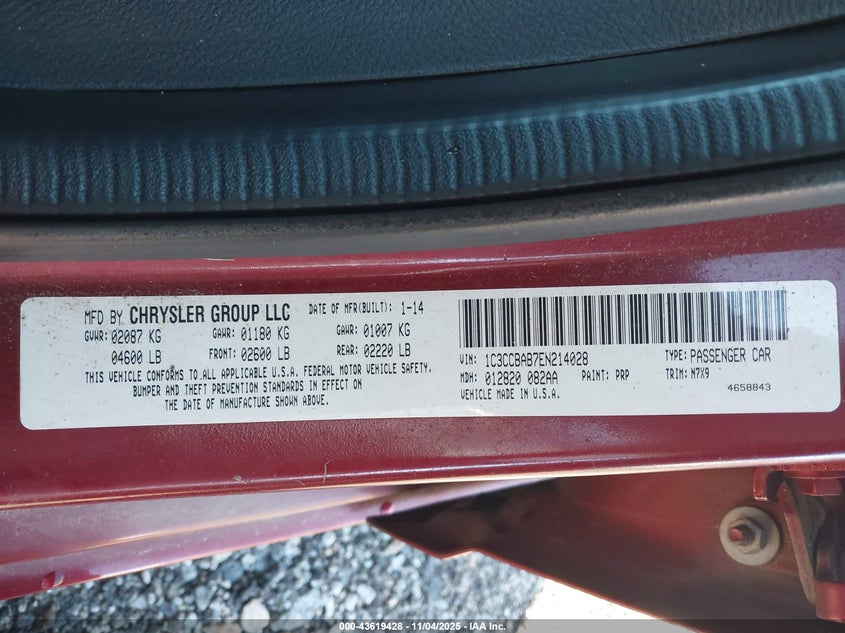 MFD BY CHRYSLER GROUP LLC DATE OF MFR(BUILT): 1-14
GVWR: 02087 KG GAWR: 01180 KG GAWR: 01007 KG
04600 LB FRONT: 02600 LB REAR: 02220 LB
THIS VEHICLE CONFORMS TO ALL APPLICABLE U.S.A. FEDERAL MOTOR VEHICLE SAFETY,
BUMPER AND THEFT PREVENTION STANDARDS IN EFFECT ON
THE DATE OF MANUFACTURE SHOWN ABOVE.
VIN: 1C3CCBAB7EN214028 TYPE: PASSENGER CAR
MDH: 012820 082AA PAINT: PRP TRIM: N7X9
VEHICLE MADE IN U.S.A. 4658843
000-43619428 - 11/04/2025 - IAA Inc.